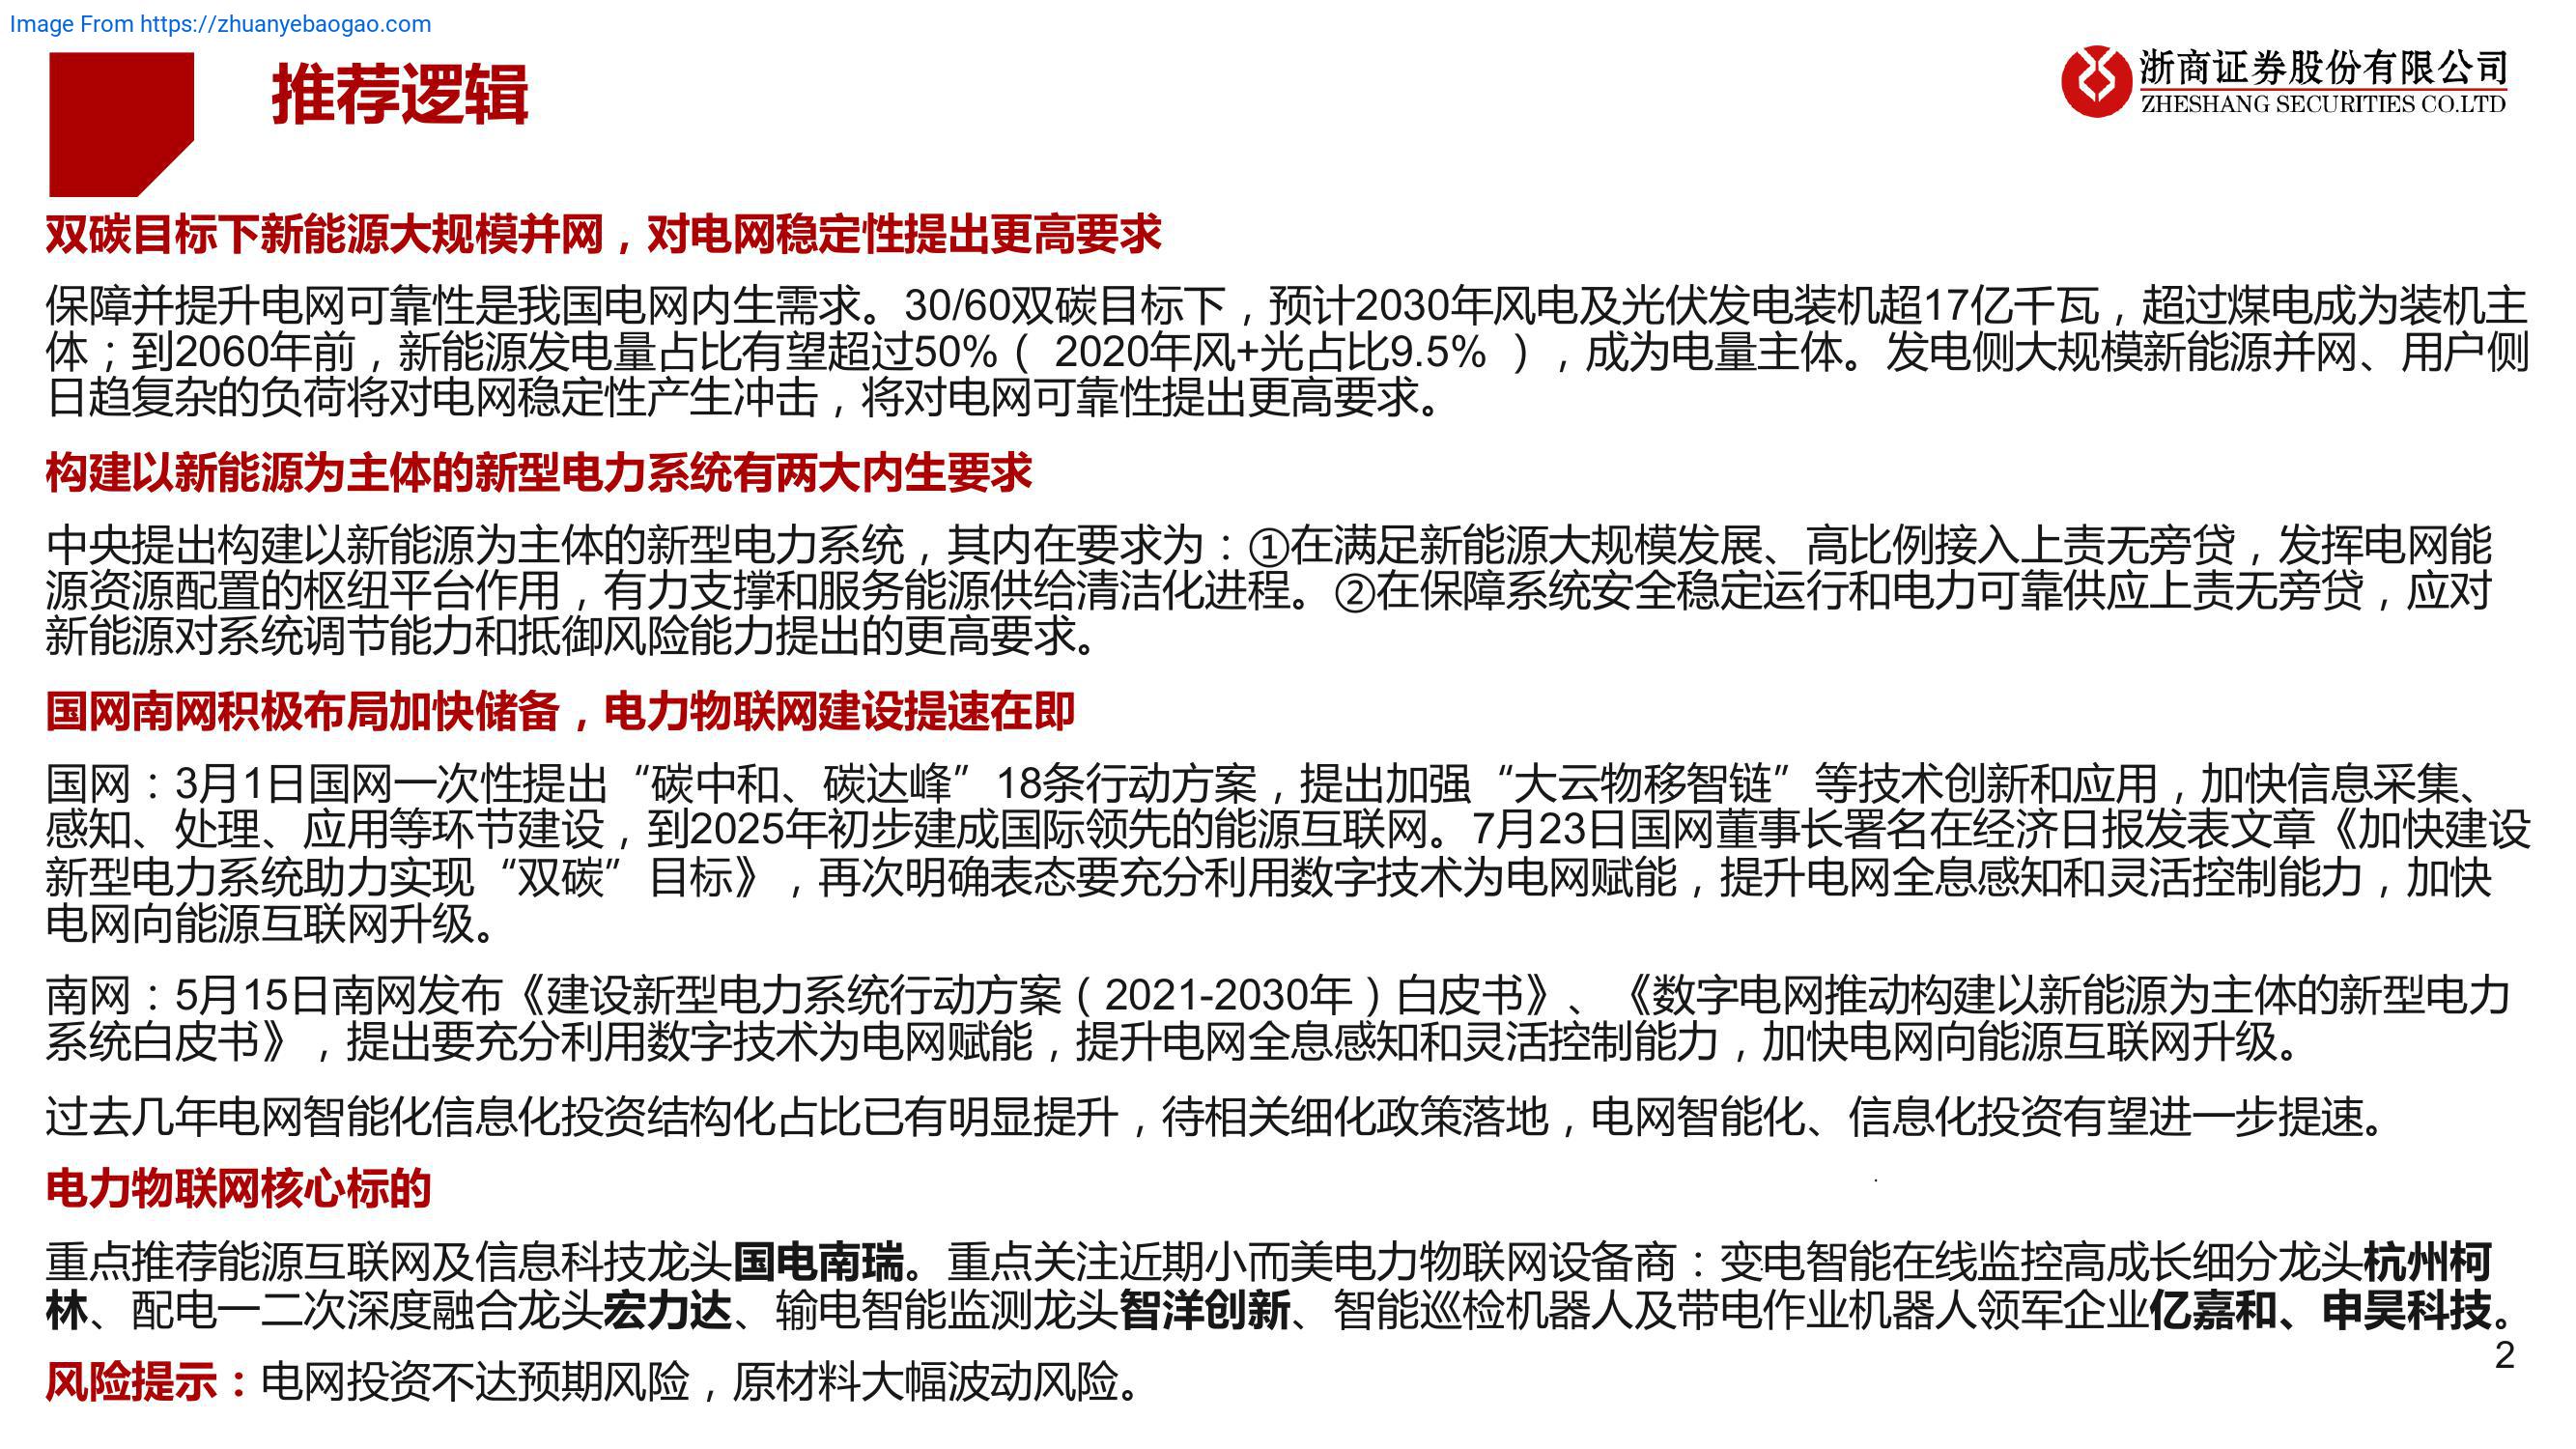 Image From https://zhuanyebaogao.com
推荐逻辑
浙商证券股份有限公司
ZHESHANG SECURITIES CO.LTD
双碳目标下新能源大规模并网，对电网稳定性提出更高要求
保障并提升电网可靠性是我国电网内生需求。30/60双碳目标下，预计2030年风电及光伏发电装机超17亿千瓦，超过煤电成为装机主
体；到2060年前，新能源发电量占比有望超过50%（ 2020年风+光占比9.5% ），成为电量主体。发电侧大规模新能源并网、用户侧
日趋复杂的负荷将对电网稳定性产生冲击，将对电网可靠性提出更高要求。
构建以新能源为主体的新型电力系统有两大内生要求
中央提出构建以新能源为主体的新型电力系统，其内在要求为：①在满足新能源大规模发展、高比例接入上责无旁贷，发挥电网能
源资源配置的枢纽平台作用，有力支撑和服务能源供给清洁化进程。②在保障系统安全稳定运行和电力可靠供应上责无旁贷，应对
新能源对系统调节能力和抵御风险能力提出的更高要求。
国网南网积极布局加快储备，电力物联网建设提速在即
国网：3月1日国网一次性提出“碳中和、碳达峰”18条行动方案，提出加强“大云物移智链”等技术创新和应用，加快信息采集、
感知、处理、应用等环节建设，到2025年初步建成国际领先的能源互联网。7月23日国网董事长署名在经济日报发表文章《加快建设
新型电力系统助力实现“双碳”目标》，再次明确表态要充分利用数字技术为电网赋能，提升电网全息感知和灵活控制能力，加快
电网向能源互联网升级。
南网：5月15日南网发布《建设新型电力系统行动方案（2021-2030年）白皮书》、《数字电网推动构建以新能源为主体的新型电力
系统白皮书》，提出要充分利用数字技术为电网赋能，提升电网全息感知和灵活控制能力，加快电网向能源互联网升级。
过去几年电网智能化信息化投资结构化占比已有明显提升，待相关细化政策落地，电网智能化、信息化投资有望进一步提速。
电力物联网核心标的
重点推荐能源互联网及信息科技龙头国电南瑞。重点关注近期小而美电力物联网设备商：变电智能在线监控高成长细分龙头杭州柯
林、配电一二次深度融合龙头宏力达、输电智能监测龙头智洋创新、智能巡检机器人及带电作业机器人领军企业亿嘉和、申昊科技。
2
风险提示：电网投资不达预期风险，原材料大幅波动风险。